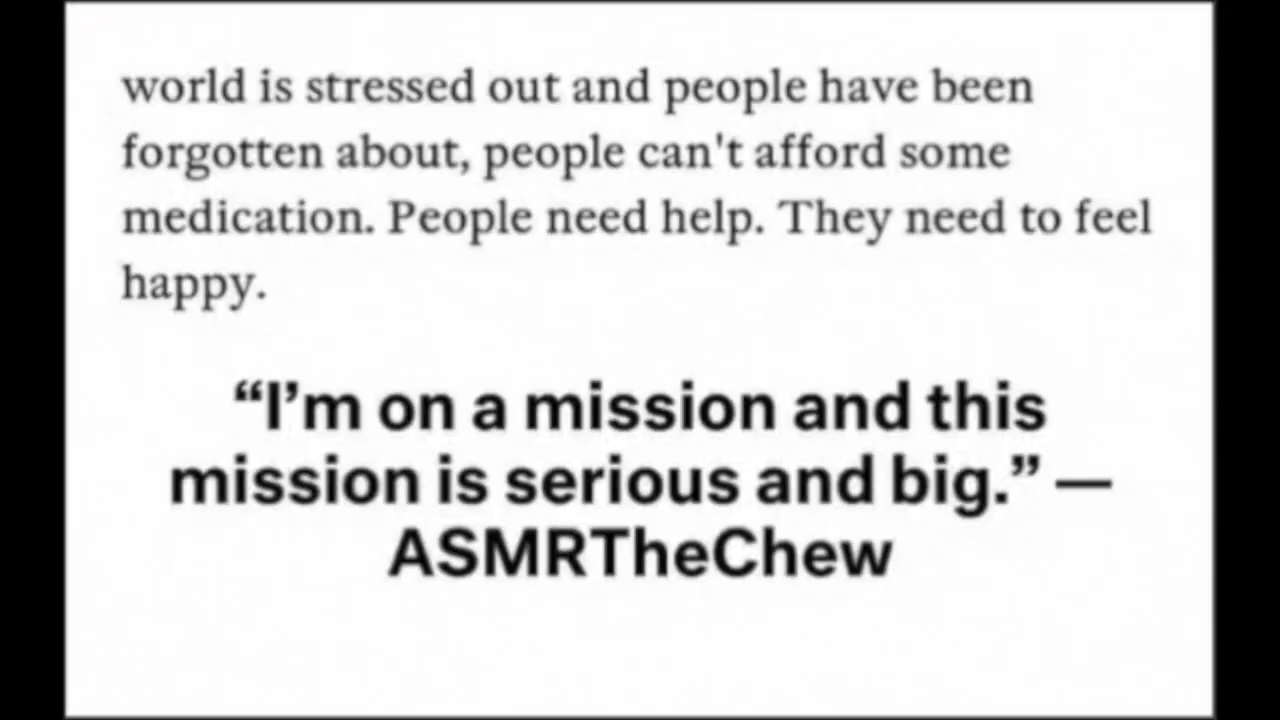 world is stressed out and people have been
forgotten about, people can't afford some
medication. People need help. They need to feel
happy.
“I’m on a mission and this
mission is serious and big.” —
ASMRTheChew